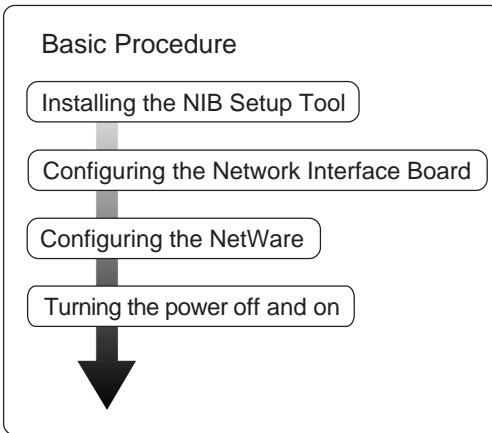 Basic Procedure
Installing the NIB Setup Tool
Configuring the Network Interface Board
Configuring the NetWare
Turning the power off and on